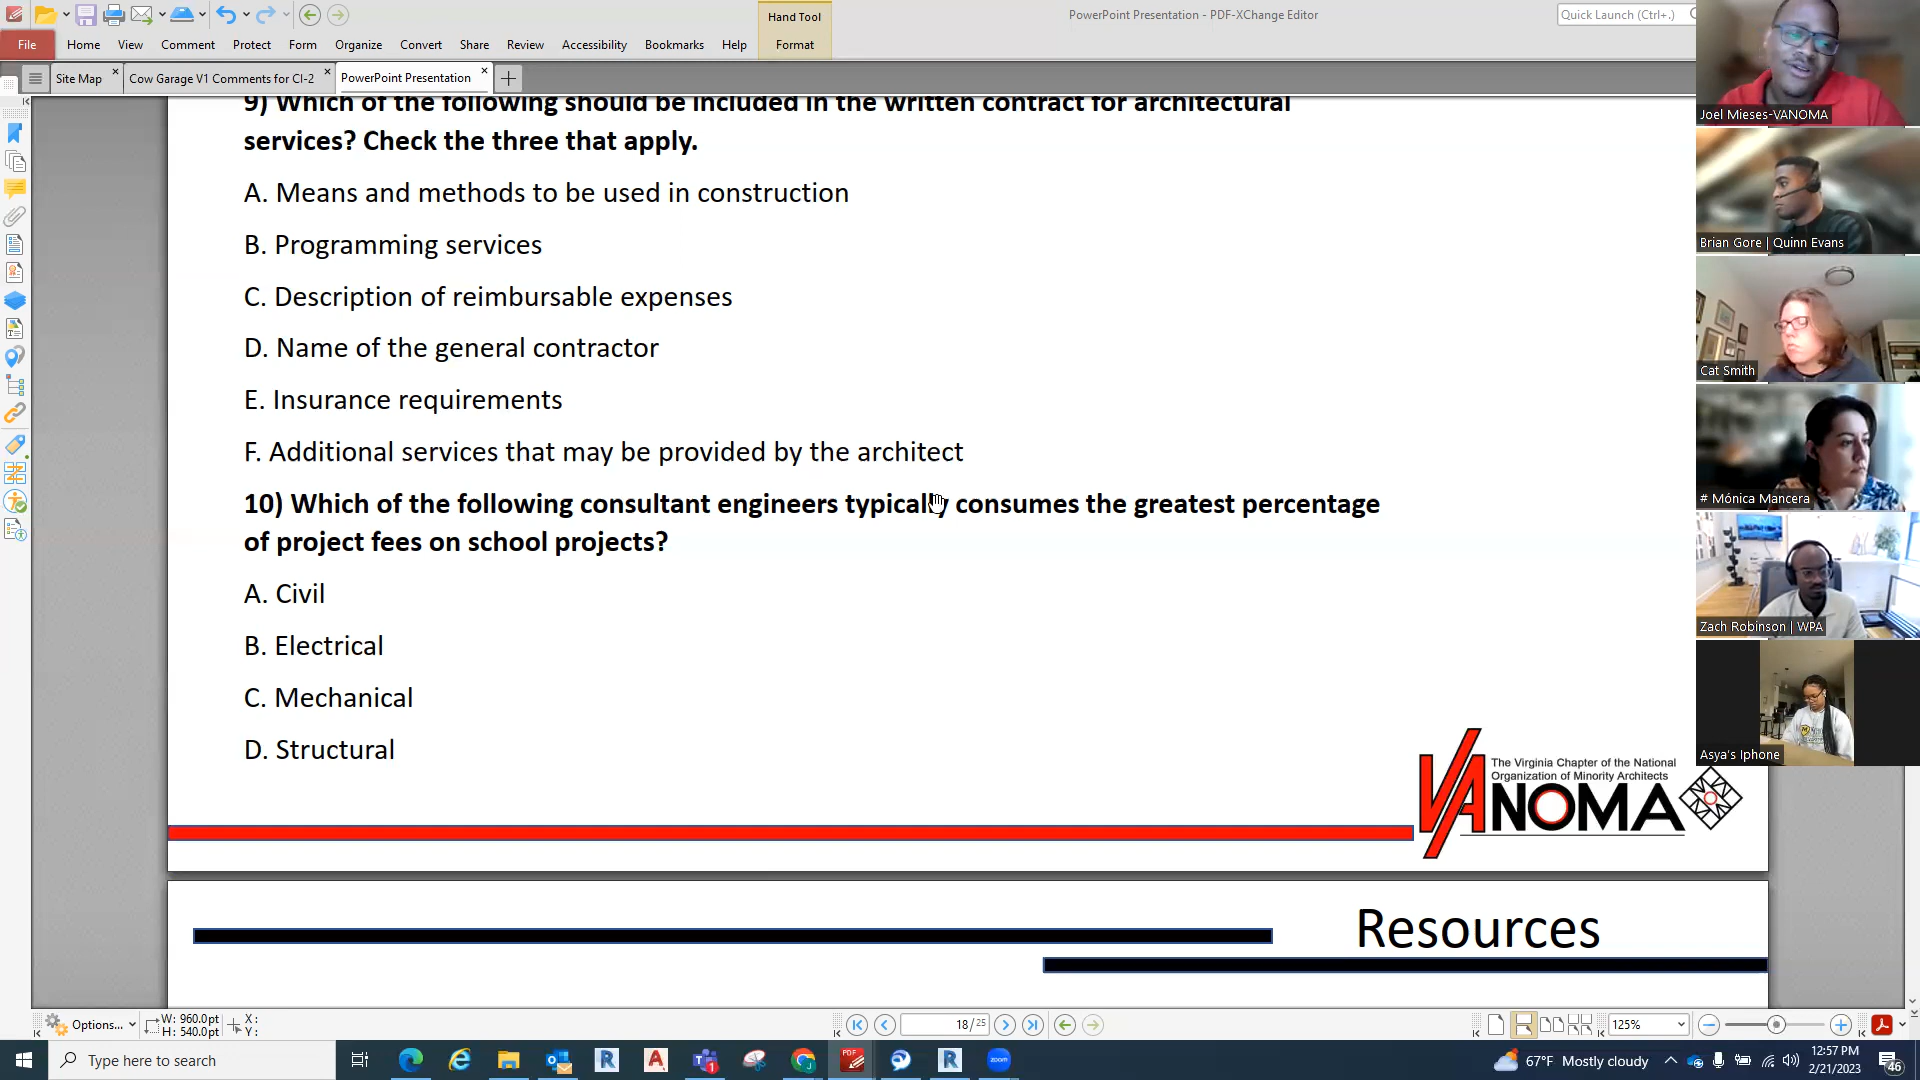 Hand Tool
PowerPoint Presentation - PDF-XChange Editor
Quick Launch (Ctrl+.)
File
Home
View
Comment
Protect
Form
Organize
Convert
Share
Review
Accessibility
Bookmarks
Help
Format
Site Map
Cow Garage V1 Comments for CI-2
PowerPoint Presentation
9) Which of the following should be included in the written contract for architectural
services? Check the three that apply.
A. Means and methods to be used in construction
B. Programming services
C. Description of reimbursable expenses
D. Name of the general contractor
E. Insurance requirements
F. Additional services that may be provided by the architect
10) Which of the following consultant engineers typically consumes the greatest percentage
of project fees on school projects?
A. Civil
B. Electrical
C. Mechanical
D. Structural
The Virginia Chapter of the National
Organization of Minority Architects
VANOMA
Resources
Joel Mieses-VANOMA
Brian Gore | Quinn Evans
Cat Smith
# Mónica Mancera
Zach Robinson | WPA
Asya's Iphone
Options...
W: 960.0pt
H: 540.0pt
X:
Y:
18 / 25
125%
Type here to search
67°F Mostly cloudy
12:57 PM
2/21/2023
46